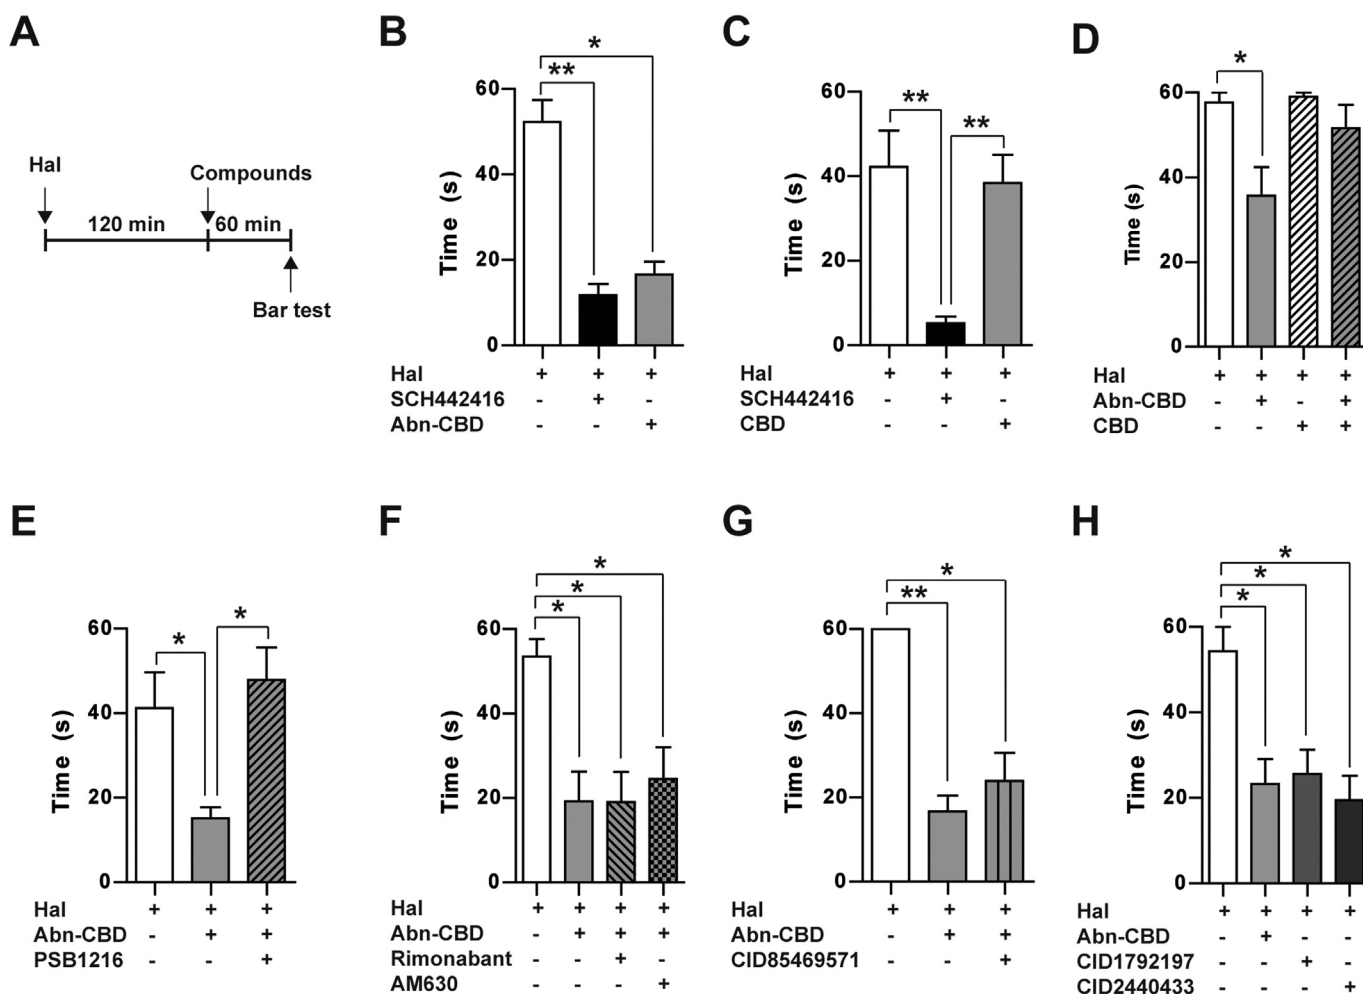 A
Hal
Compounds
120 min
60 min
Bar test
B
*
**
60
40
20
0
Time (s)
Hal + + +
SCH442416 - + -
Abn-CBD - - +
C
**
**
60
40
20
0
Time (s)
Hal + + +
SCH442416 - + -
CBD - - +
D
*
60
40
20
0
Time (s)
Hal + + + +
Abn-CBD - + - +
CBD - - + +
E
*
*
60
40
20
0
Time (s)
Hal + + +
Abn-CBD - + +
PSB1216 - - +
F
*
*
*
60
40
20
0
Time (s)
Hal + + + +
Abn-CBD - + + +
Rimonabant - - + -
AM630 - - - +
G
*
**
60
40
20
0
Time (s)
Hal + + +
Abn-CBD - + +
CID85469571 - - +
H
*
*
*
60
40
20
0
Time (s)
Hal + + + +
Abn-CBD - + - -
CID1792197 - - + -
CID2440433 - - - +